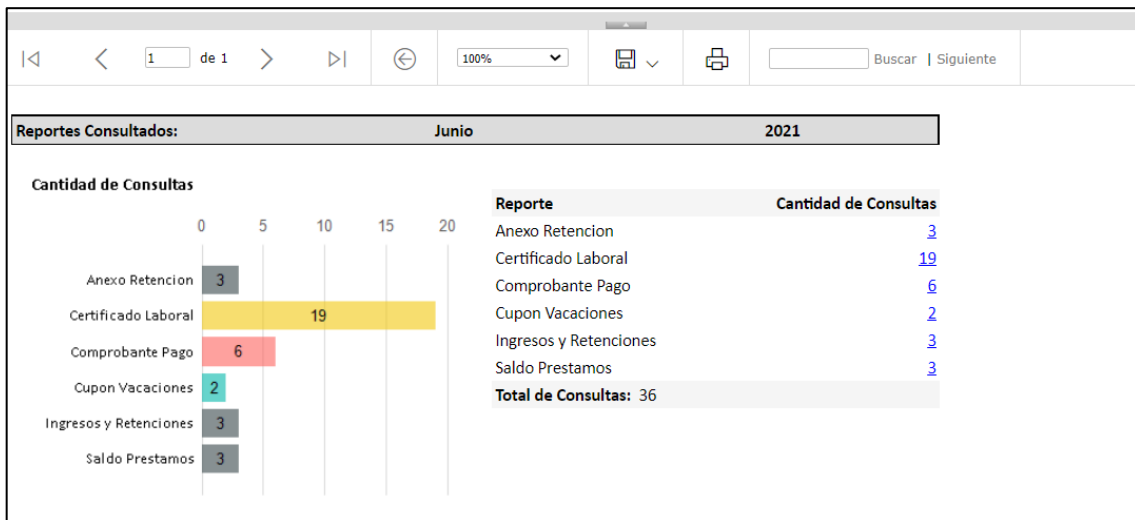 1 de 1 100% Buscar | Siguiente
Reportes Consultados: Junio 2021
Cantidad de Consultas
0 5 10 15 20
Anexo Retencion 3
Certificado Laboral 19
Comprobante Pago 6
Cupon Vacaciones 2
Ingresos y Retenciones 3
Saldo Prestamos 3
Reporte Cantidad de Consultas
Anexo Retencion 3
Certificado Laboral 19
Comprobante Pago 6
Cupon Vacaciones 2
Ingresos y Retenciones 3
Saldo Prestamos 3
Total de Consultas: 36